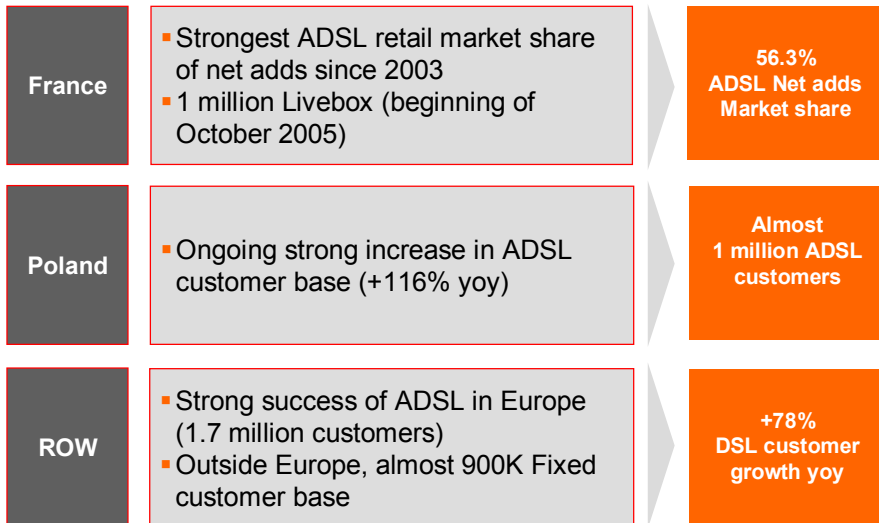 France
▪Strongest ADSL retail market share
of net adds since 2003
▪1 million Livebox (beginning of
October 2005)
56.3%
ADSL Net adds
Market share
Poland
▪Ongoing strong increase in ADSL
customer base (+116% yoy)
Almost
1 million ADSL
customers
ROW
▪Strong success of ADSL in Europe
(1.7 million customers)
▪Outside Europe, almost 900K Fixed
customer base
+78%
DSL customer
growth yoy